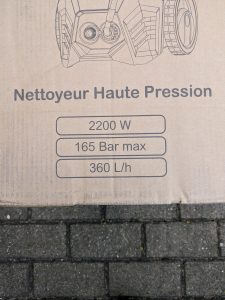 Nettoyeur Haute Pression
2200 W
165 Bar max
360 L/h